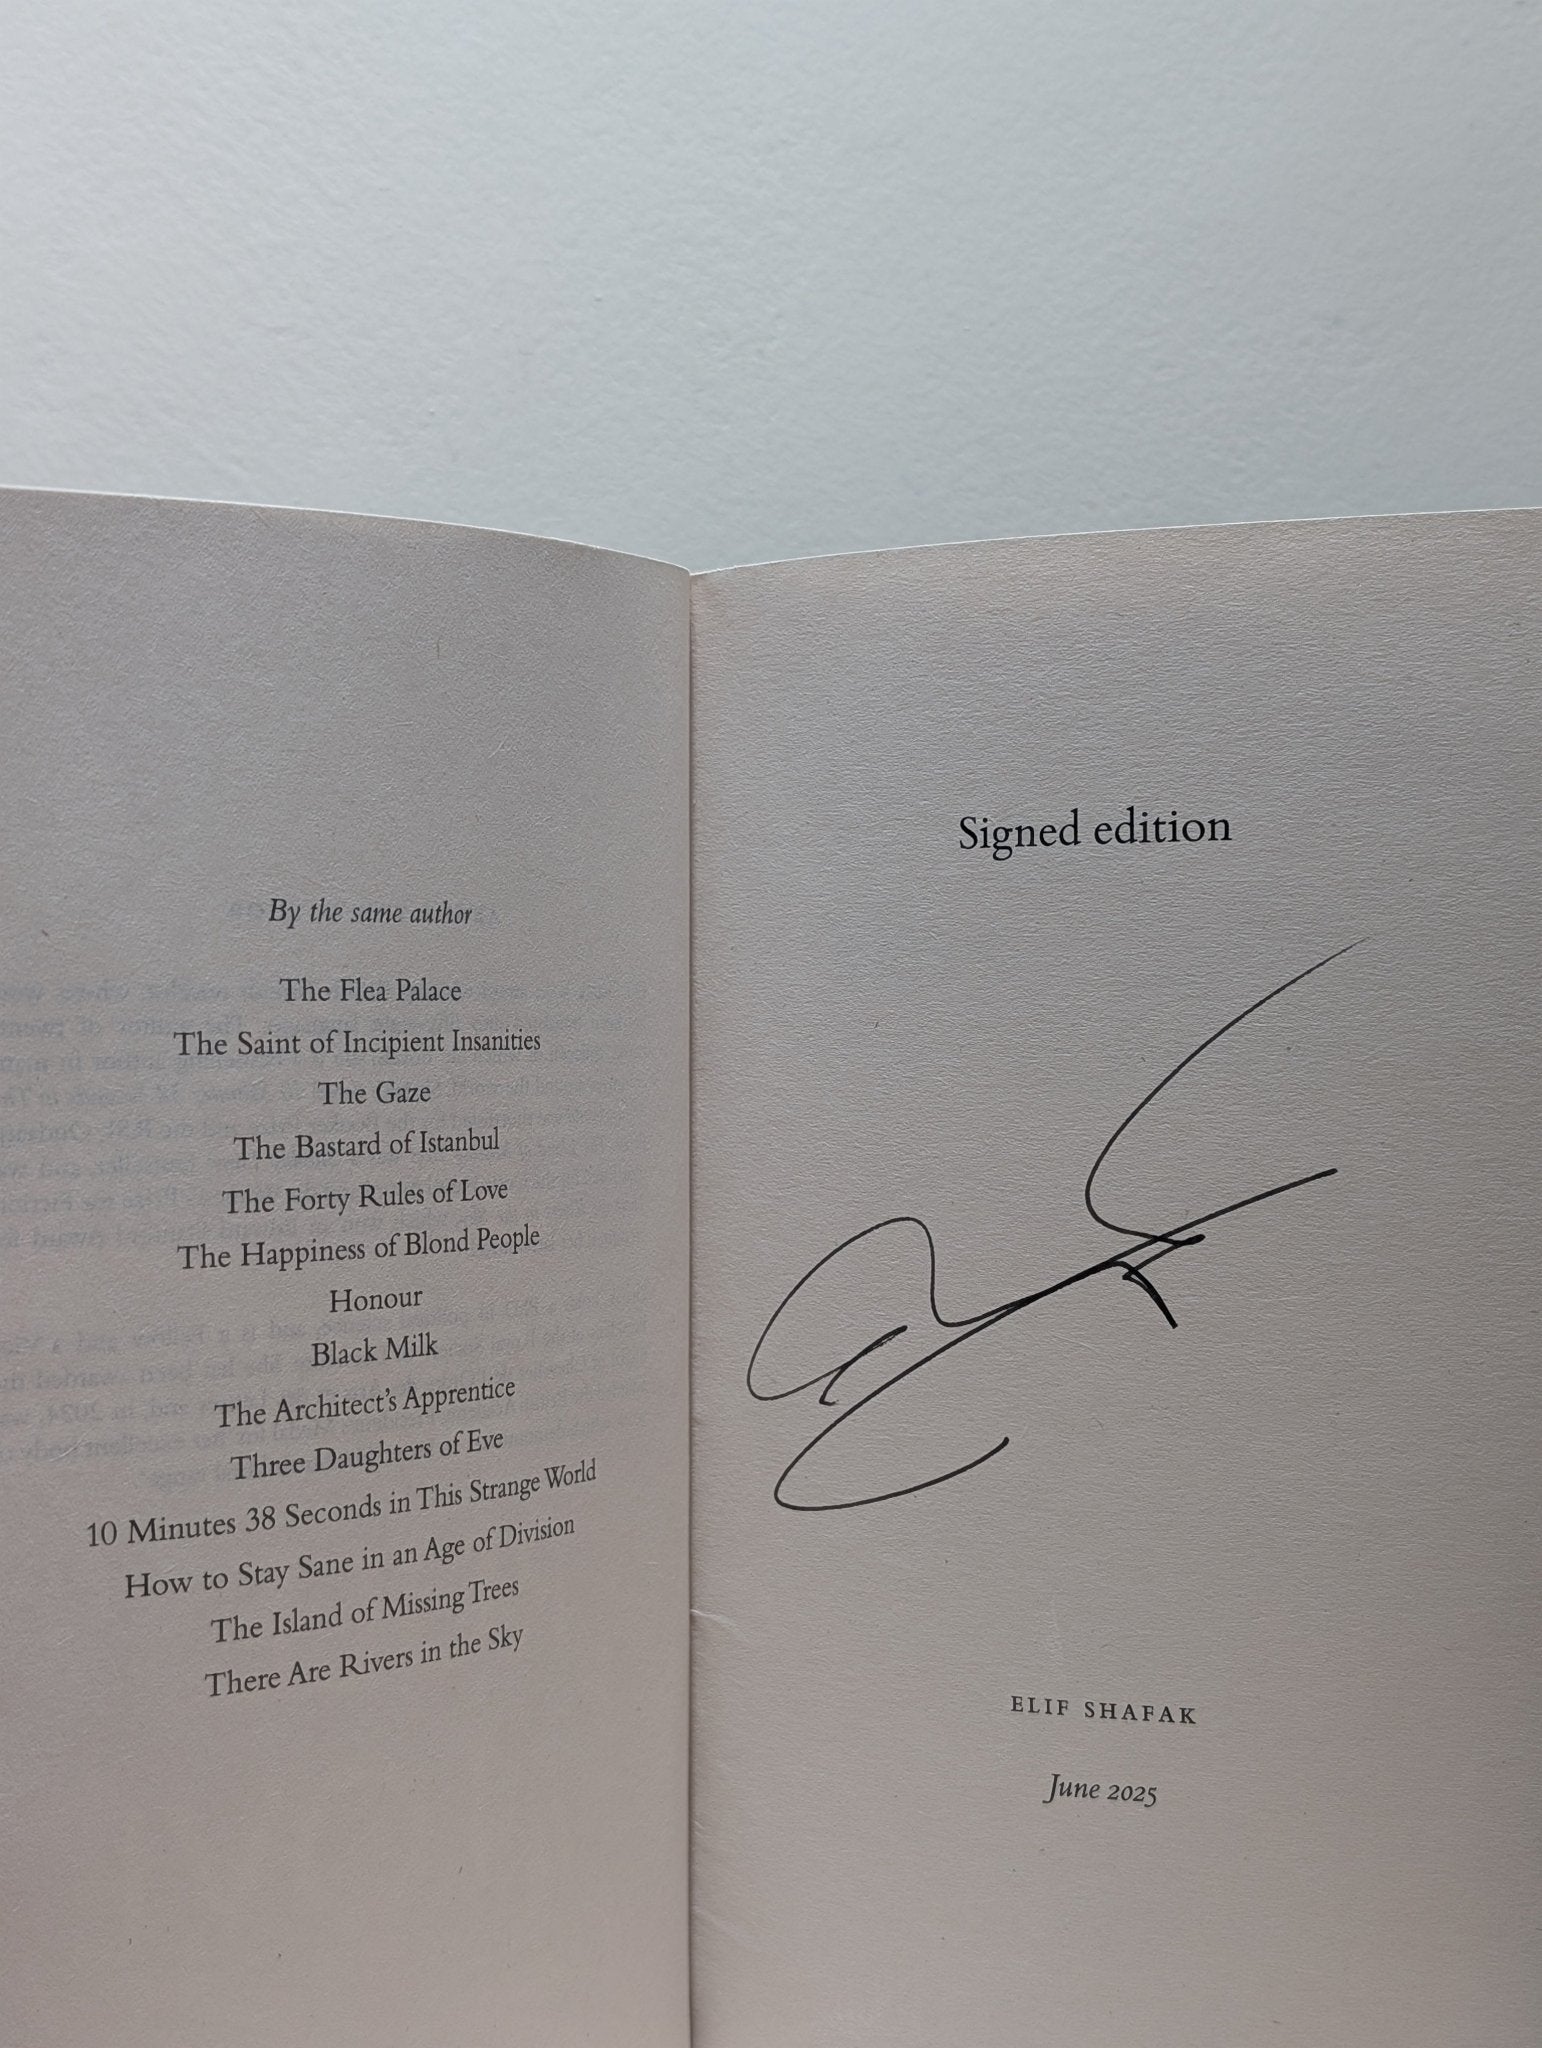 By the same author
The Flea Palace
The Saint of Incipient Insanities
The Gaze
The Bastard of Istanbul
The Forty Rules of Love
The Happiness of Blond People
Honour
Black Milk
The Architect’s Apprentice
Three Daughters of Eve
10 Minutes 38 Seconds in This Strange World
How to Stay Sane in an Age of Division
The Island of Missing Trees
There Are Rivers in the Sky
Signed edition
ELIF SHAFAK
June 2025